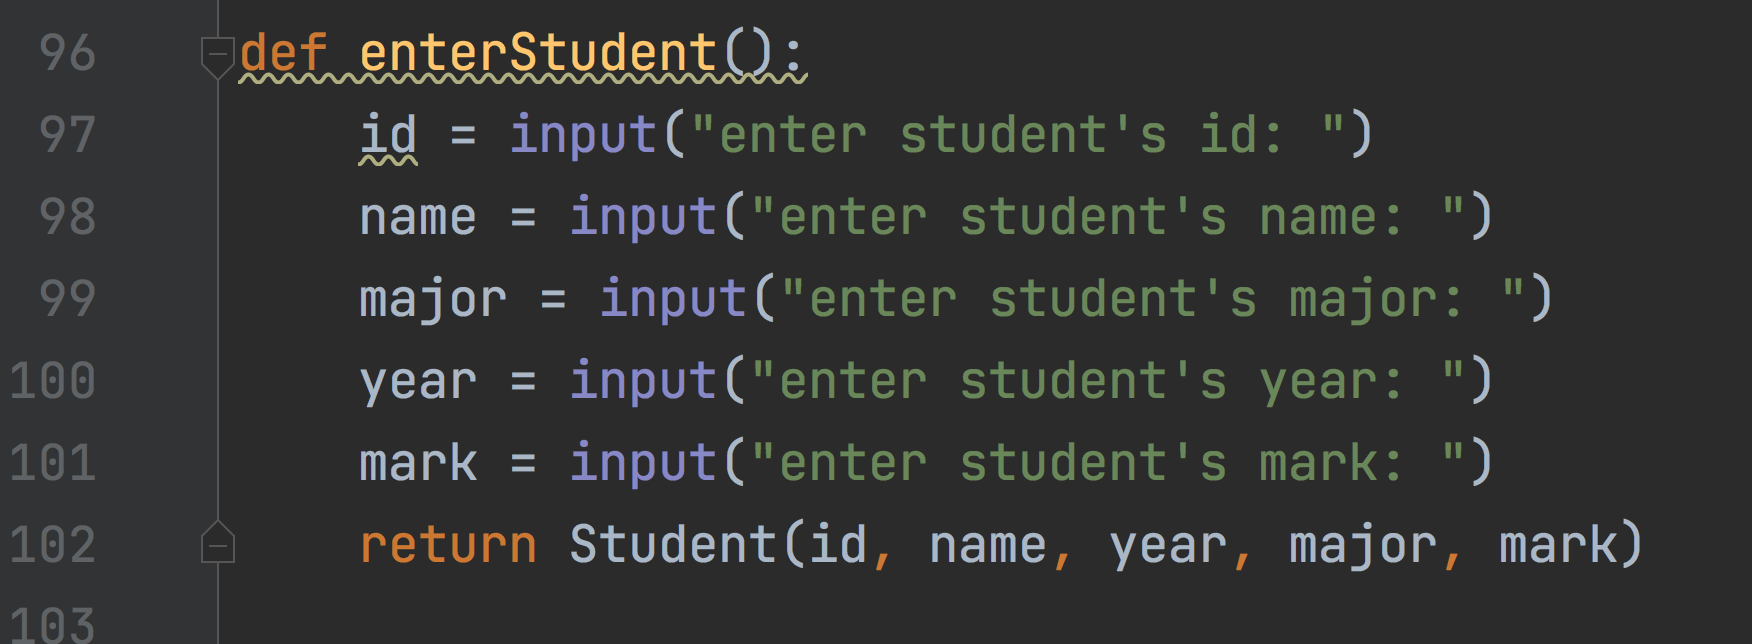 96 def enterStudent():
97 id = input("enter student's id: ")
98 name = input("enter student's name: ")
99 major = input("enter student's major: ")
100 year = input("enter student's year: ")
101 mark = input("enter student's mark: ")
102 return Student(id, name, year, major, mark)
103